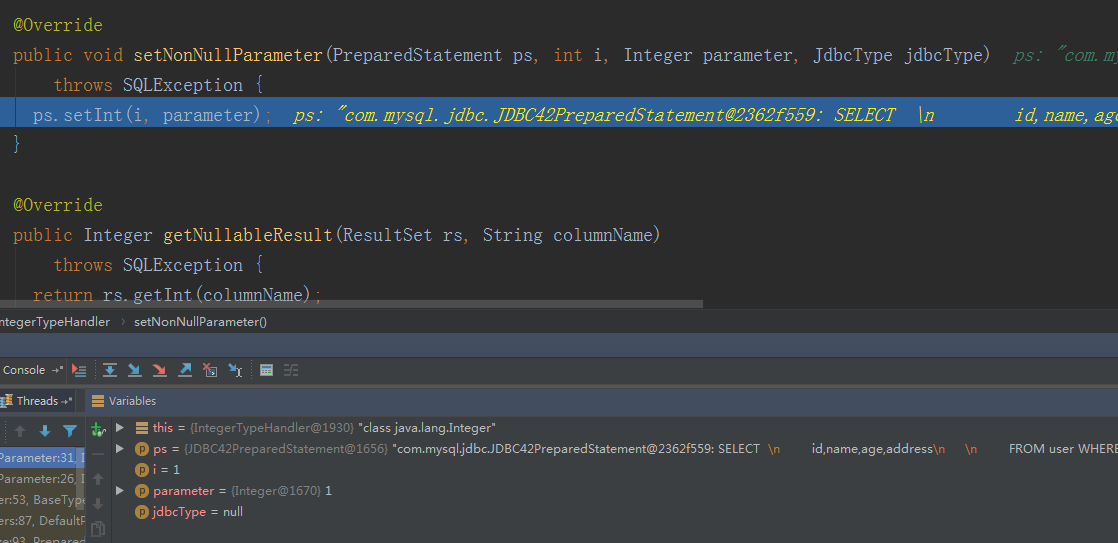 @Override
public void setNonNullParameter(PreparedStatement ps, int i, Integer parameter, JdbcType jdbcType)  ps: "com.my
throws SQLException {
ps.setInt(i, parameter);  ps: "com.mysql.jdbc.JDBC42PreparedStatement@2362f559: SELECT  \n        id,name,age
}
@Override
public Integer getNullableResult(ResultSet rs, String columnName)
throws SQLException {
return rs.getInt(columnName);
ntegerTypeHandler › setNonNullParameter()
Console
Threads
Variables
this = {IntegerTypeHandler@1930} "class java.lang.Integer"
Parameter:31, I
ps = {JDBC42PreparedStatement@1656} "com.mysql.jdbc.JDBC42PreparedStatement@2362f559: SELECT  \n        id,name,age,address\n    \n        FROM user WHERE
Parameter:26, I
i = 1
er:53, BaseType
parameter = {Integer@1670} 1
ers:87, DefaultP
jdbcType = null
te:93, Prepared